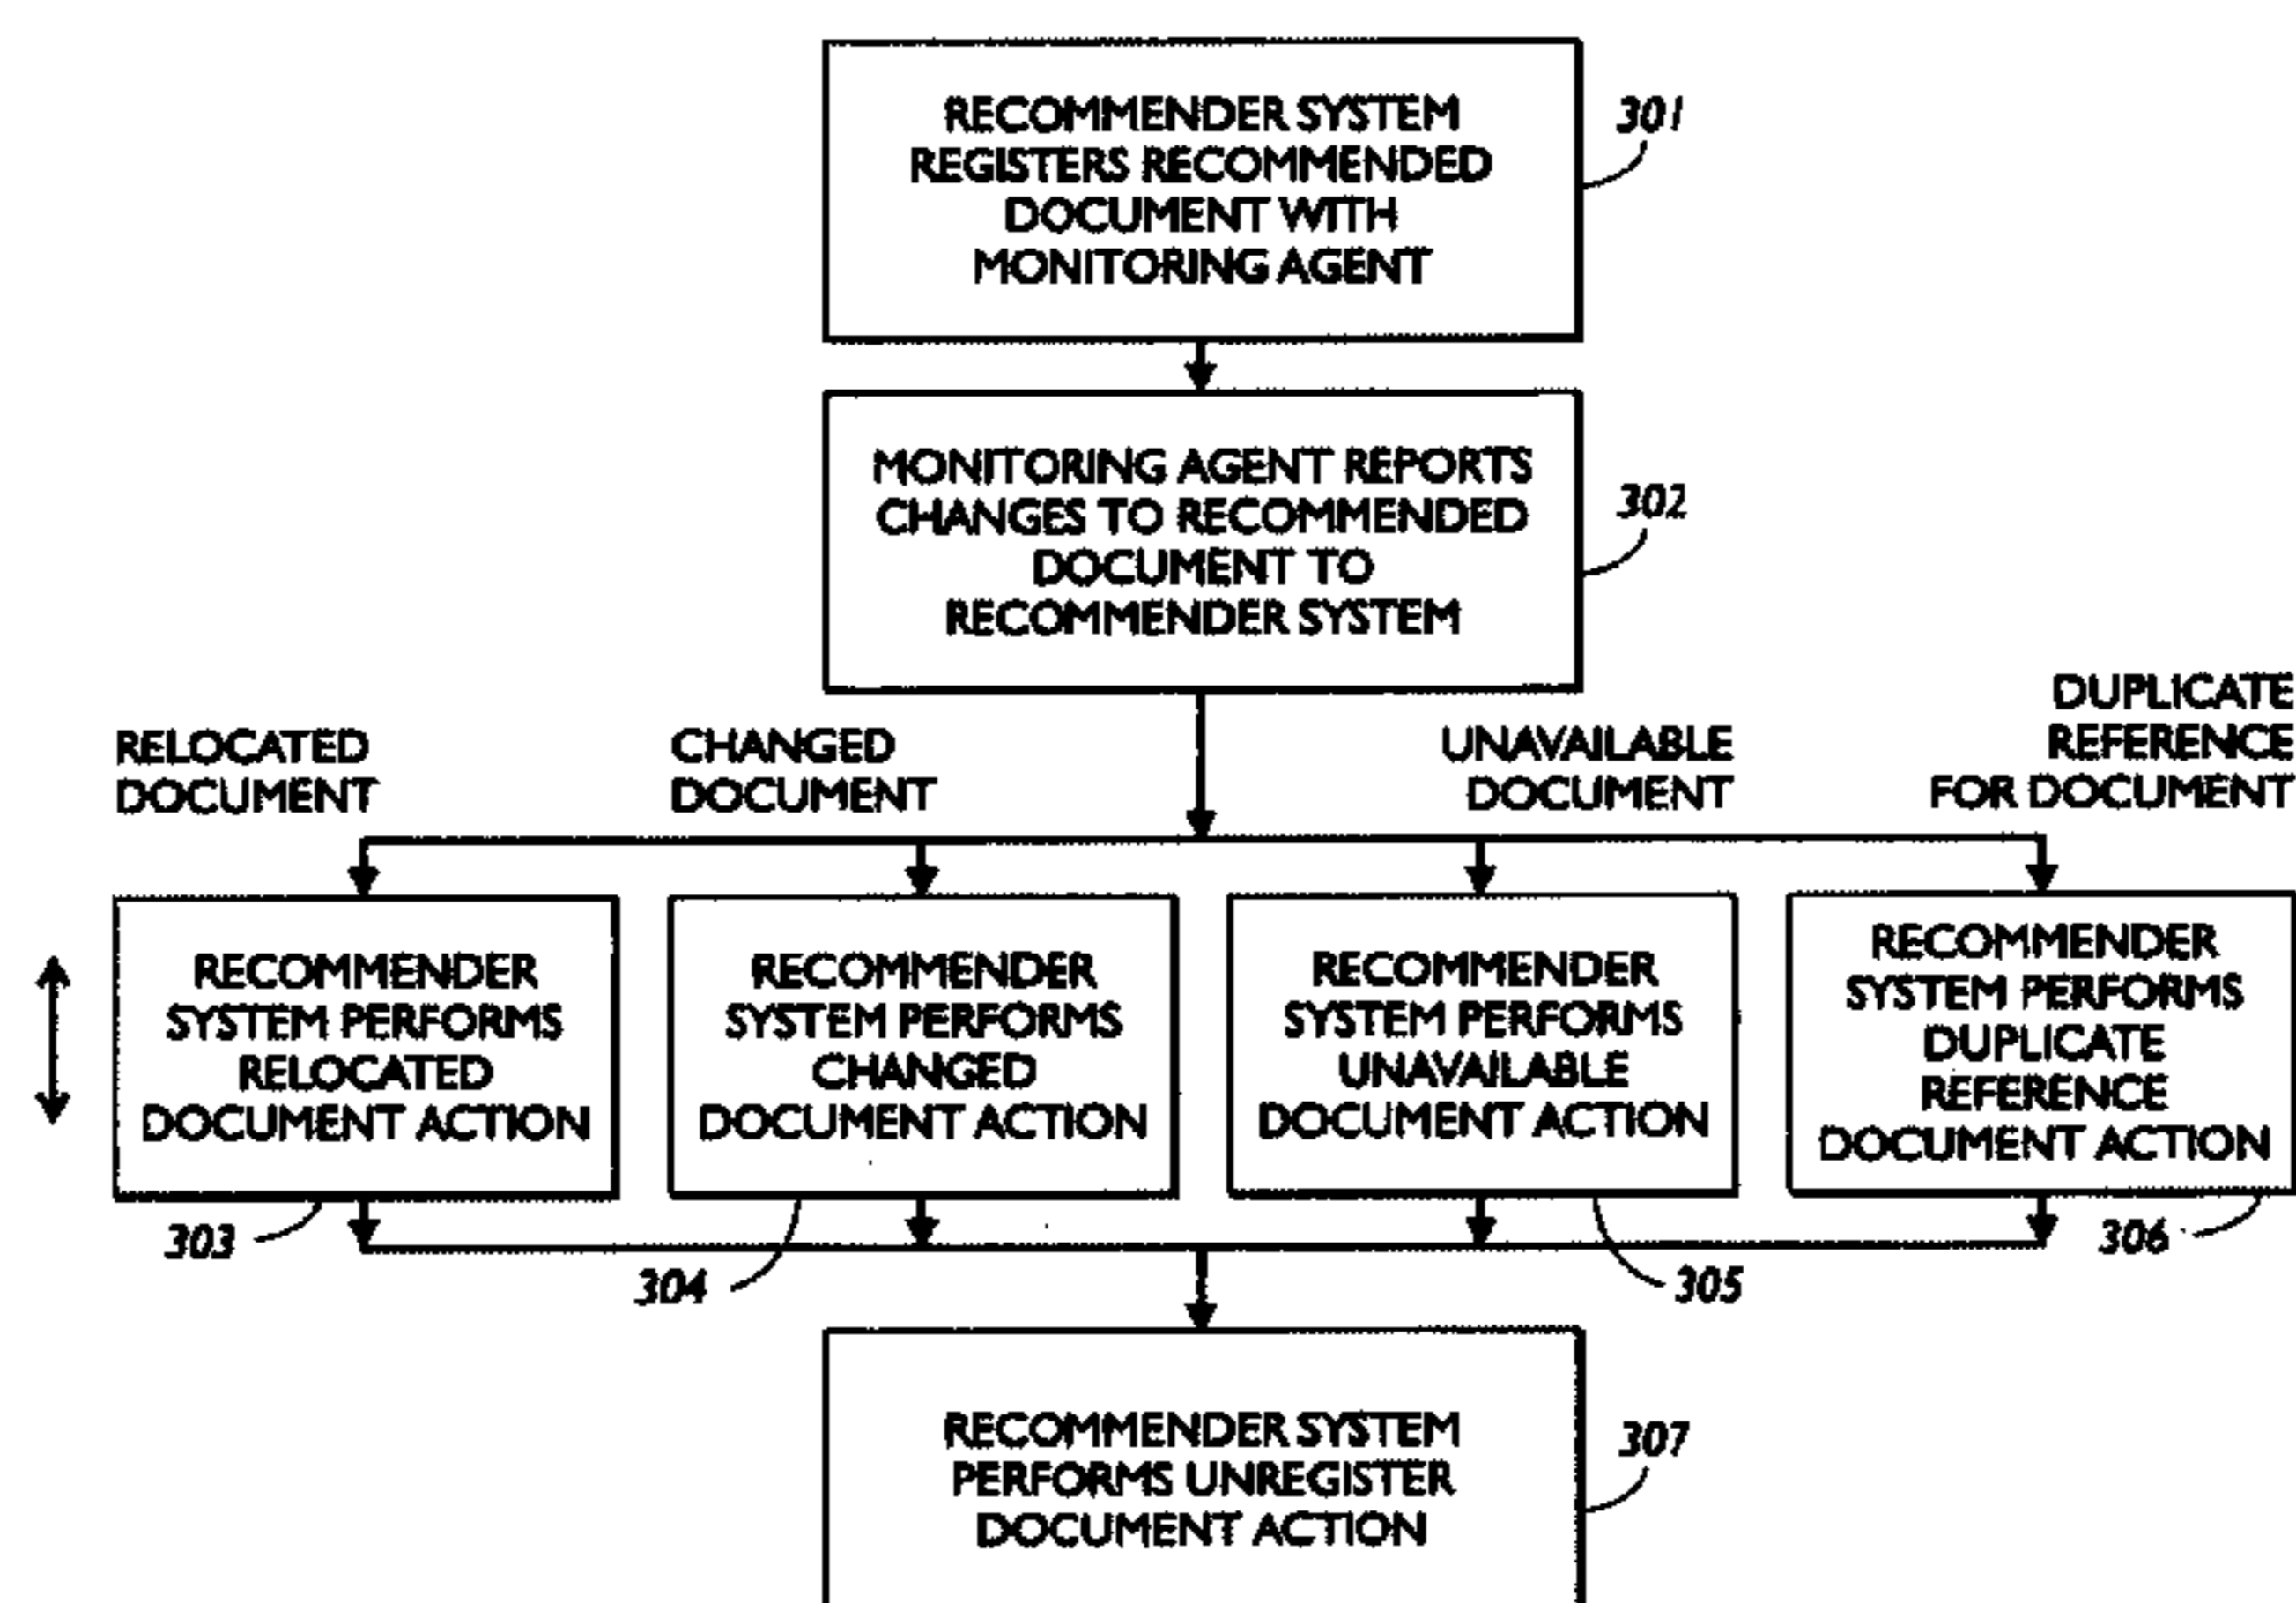 RECOMMENDER SYSTEM
REGISTERS RECOMMENDED
DOCUMENT WITH
MONITORING AGENT
301
MONITORING AGENT REPORTS
CHANGES TO RECOMMENDED
DOCUMENT TO
RECOMMENDER SYSTEM
302
RELOCATED
DOCUMENT
CHANGED
DOCUMENT
UNAVAILABLE
DOCUMENT
DUPLICATE
REFERENCE
FOR DOCUMENT
RECOMMENDER
SYSTEM PERFORMS
RELOCATED
DOCUMENT ACTION
303
RECOMMENDER
SYSTEM PERFORMS
CHANGED
DOCUMENT ACTION
304
RECOMMENDER
SYSTEM PERFORMS
UNAVAILABLE
DOCUMENT ACTION
305
RECOMMENDER
SYSTEM PERFORMS
DUPLICATE
REFERENCE
DOCUMENT ACTION
306
RECOMMENDER SYSTEM
PERFORMS UNREGISTER
DOCUMENT ACTION
307